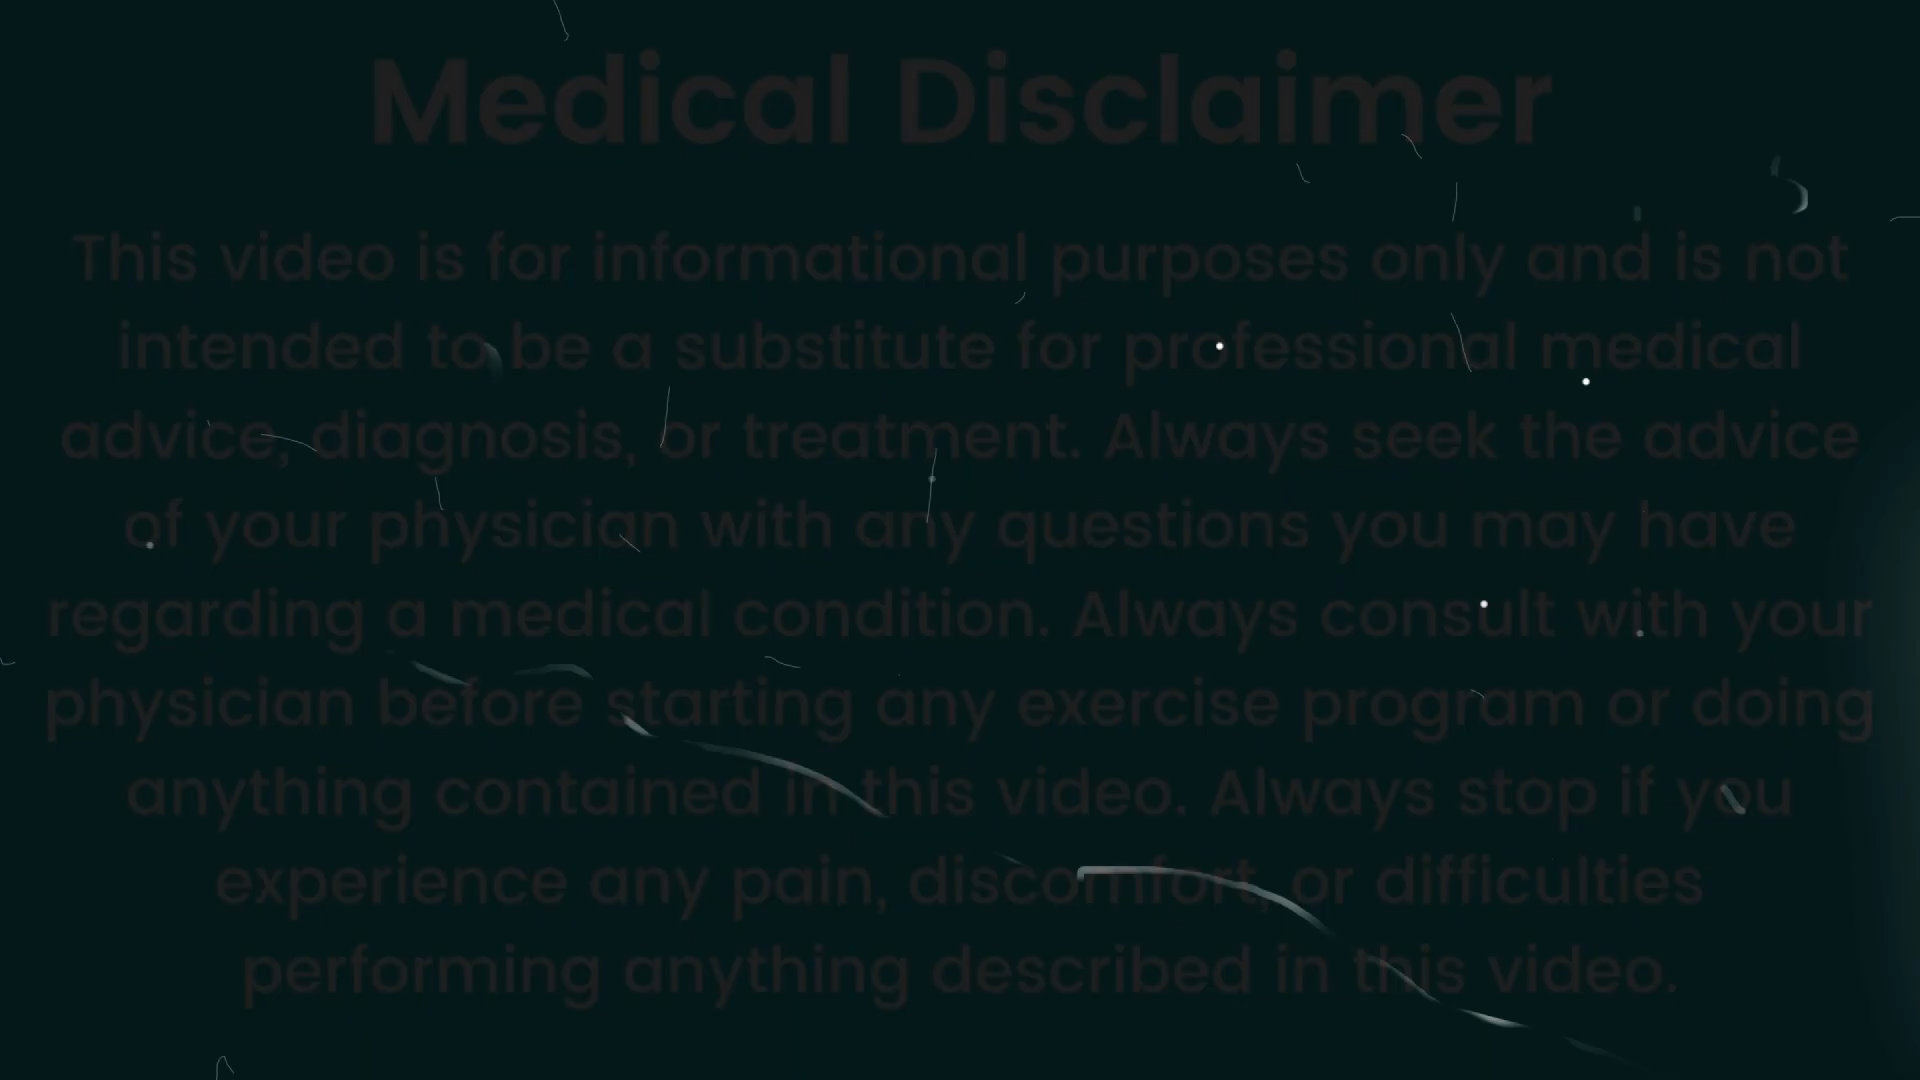 Medical Disclaimer
This video is for informational purposes only and is not
intended to be a substitute for professional medical
advice, diagnosis, or treatment. Always seek the advice
of your physician with any questions you may have
regarding a medical condition. Always consult with your
physician before starting any exercise program or doing
anything contained in this video. Always stop if you
experience any pain, discomfort, or difficulties
performing anything described in this video.